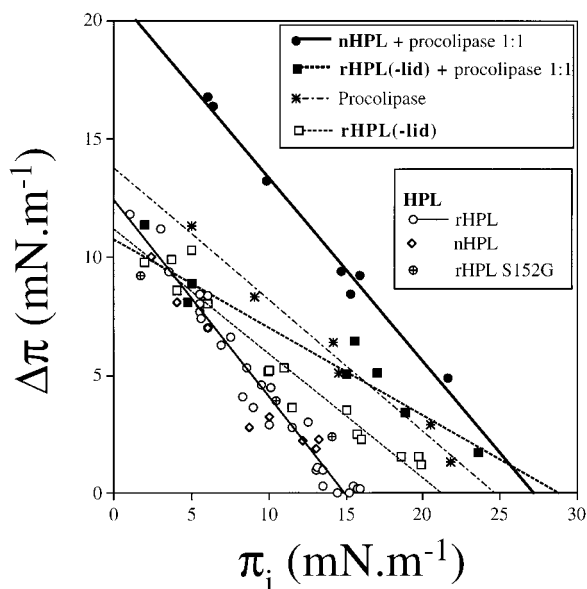 20
15
10
5
0
Δπ (mN.m-1)
nHPL + procolipase 1:1
rHPL(-lid) + procolipase 1:1
Procolipase
rHPL(-lid)
HPL
rHPL
nHPL
rHPL S152G
0 5 10 15 20 25 30
πi (mN.m-1)